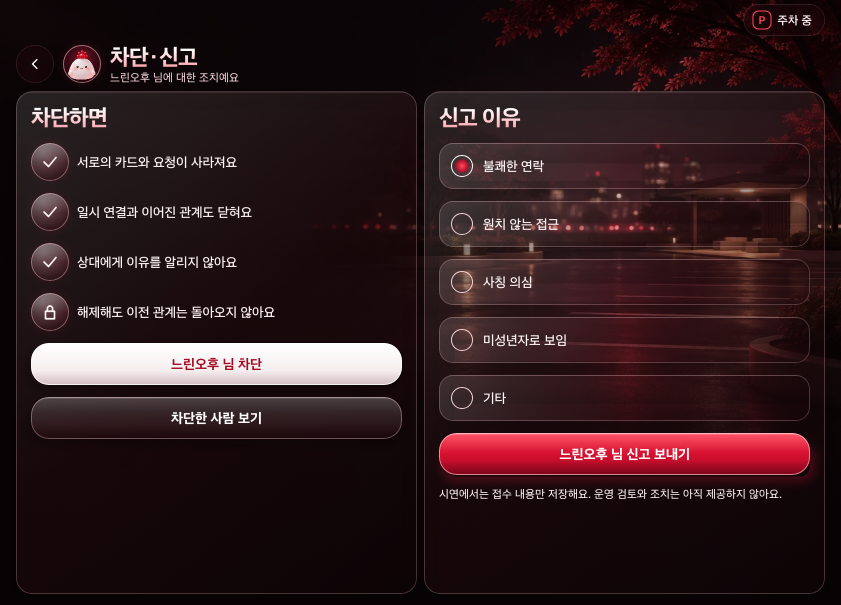 P 주차 중
차단·신고
느린오후 님에 대한 조치예요
차단하면
서로의 카드와 요청이 사라져요
일시 연결과 이어진 관계도 닫혀요
상대에게 이유를 알리지 않아요
해제해도 이전 관계는 돌아오지 않아요
느린오후 님 차단
차단한 사람 보기
신고 이유
불쾌한 연락
원치 않는 접근
사칭 의심
미성년자로 보임
기타
느린오후 님 신고 보내기
시연에서는 접수 내용만 저장해요. 운영 검토와 조치는 아직 제공하지 않아요.